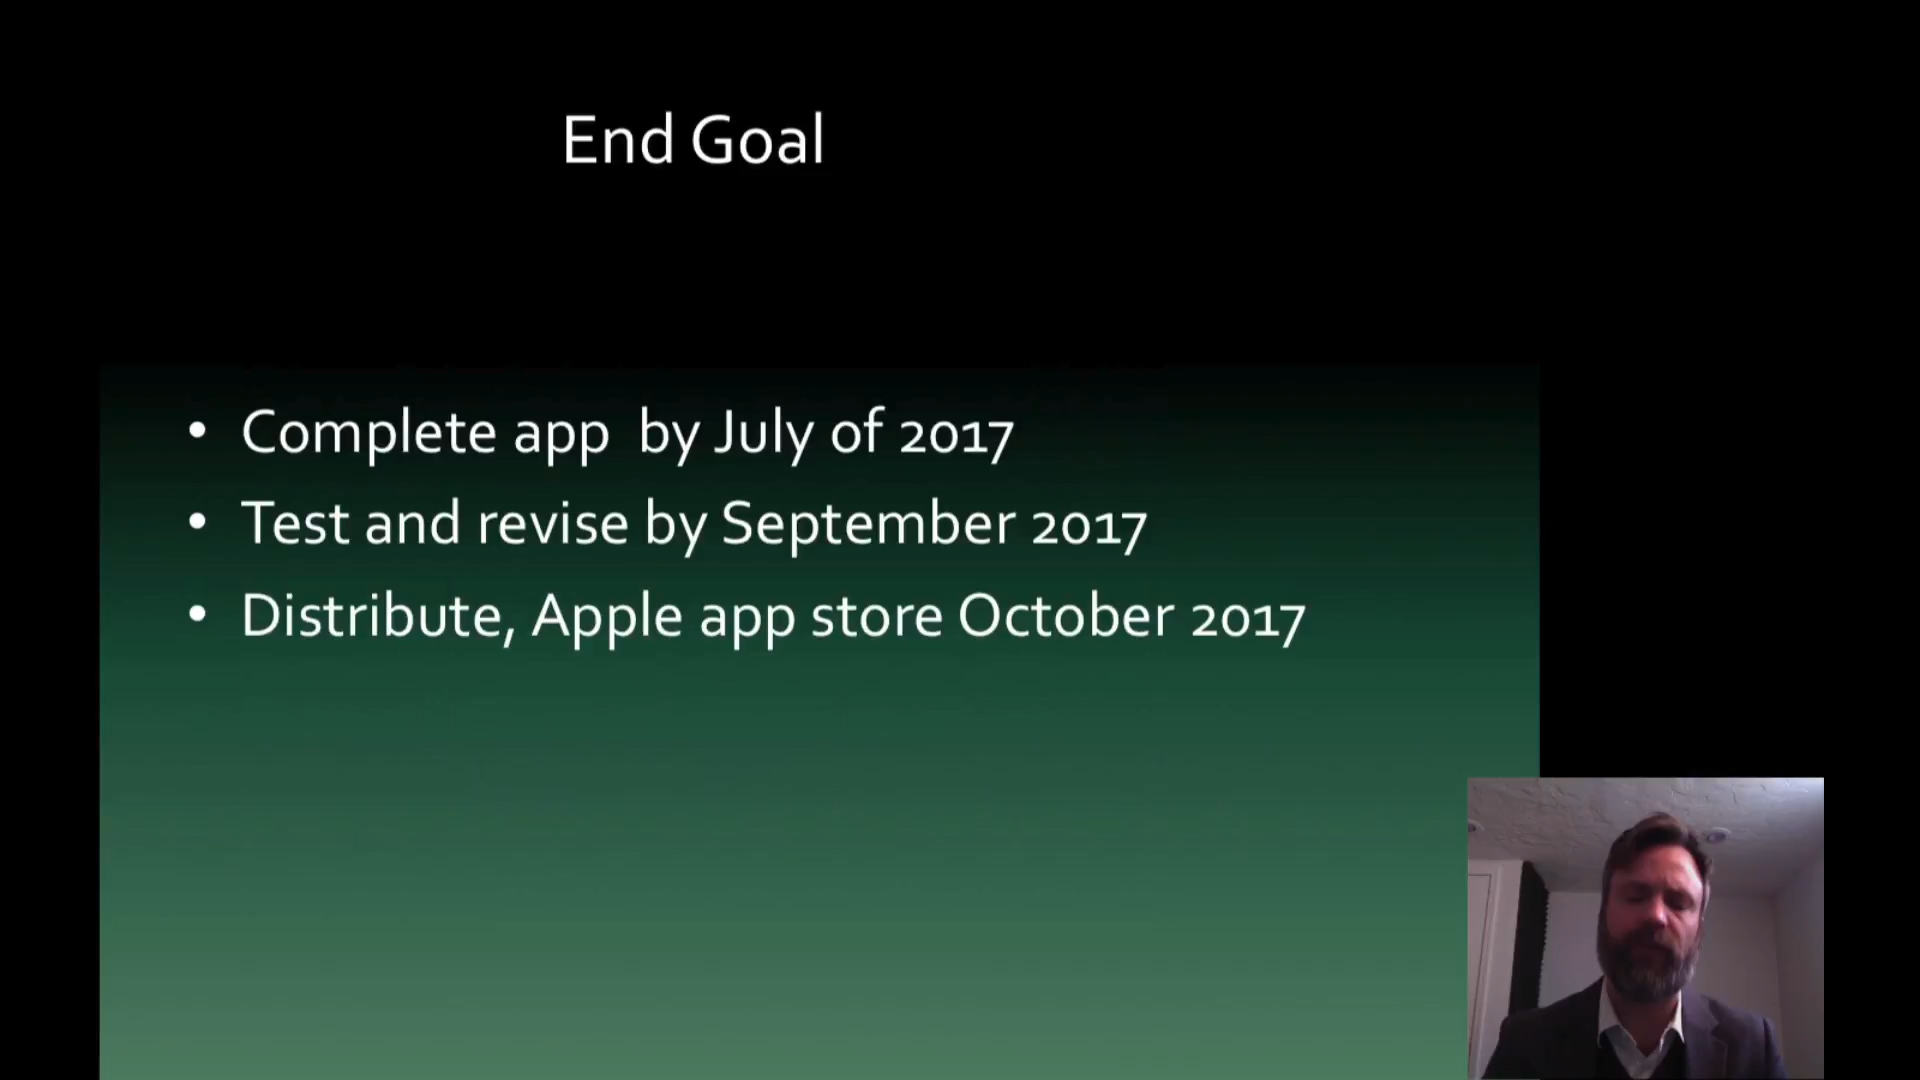 End Goal
• Complete app  by July of 2017
• Test and revise by September 2017
• Distribute, Apple app store October 2017